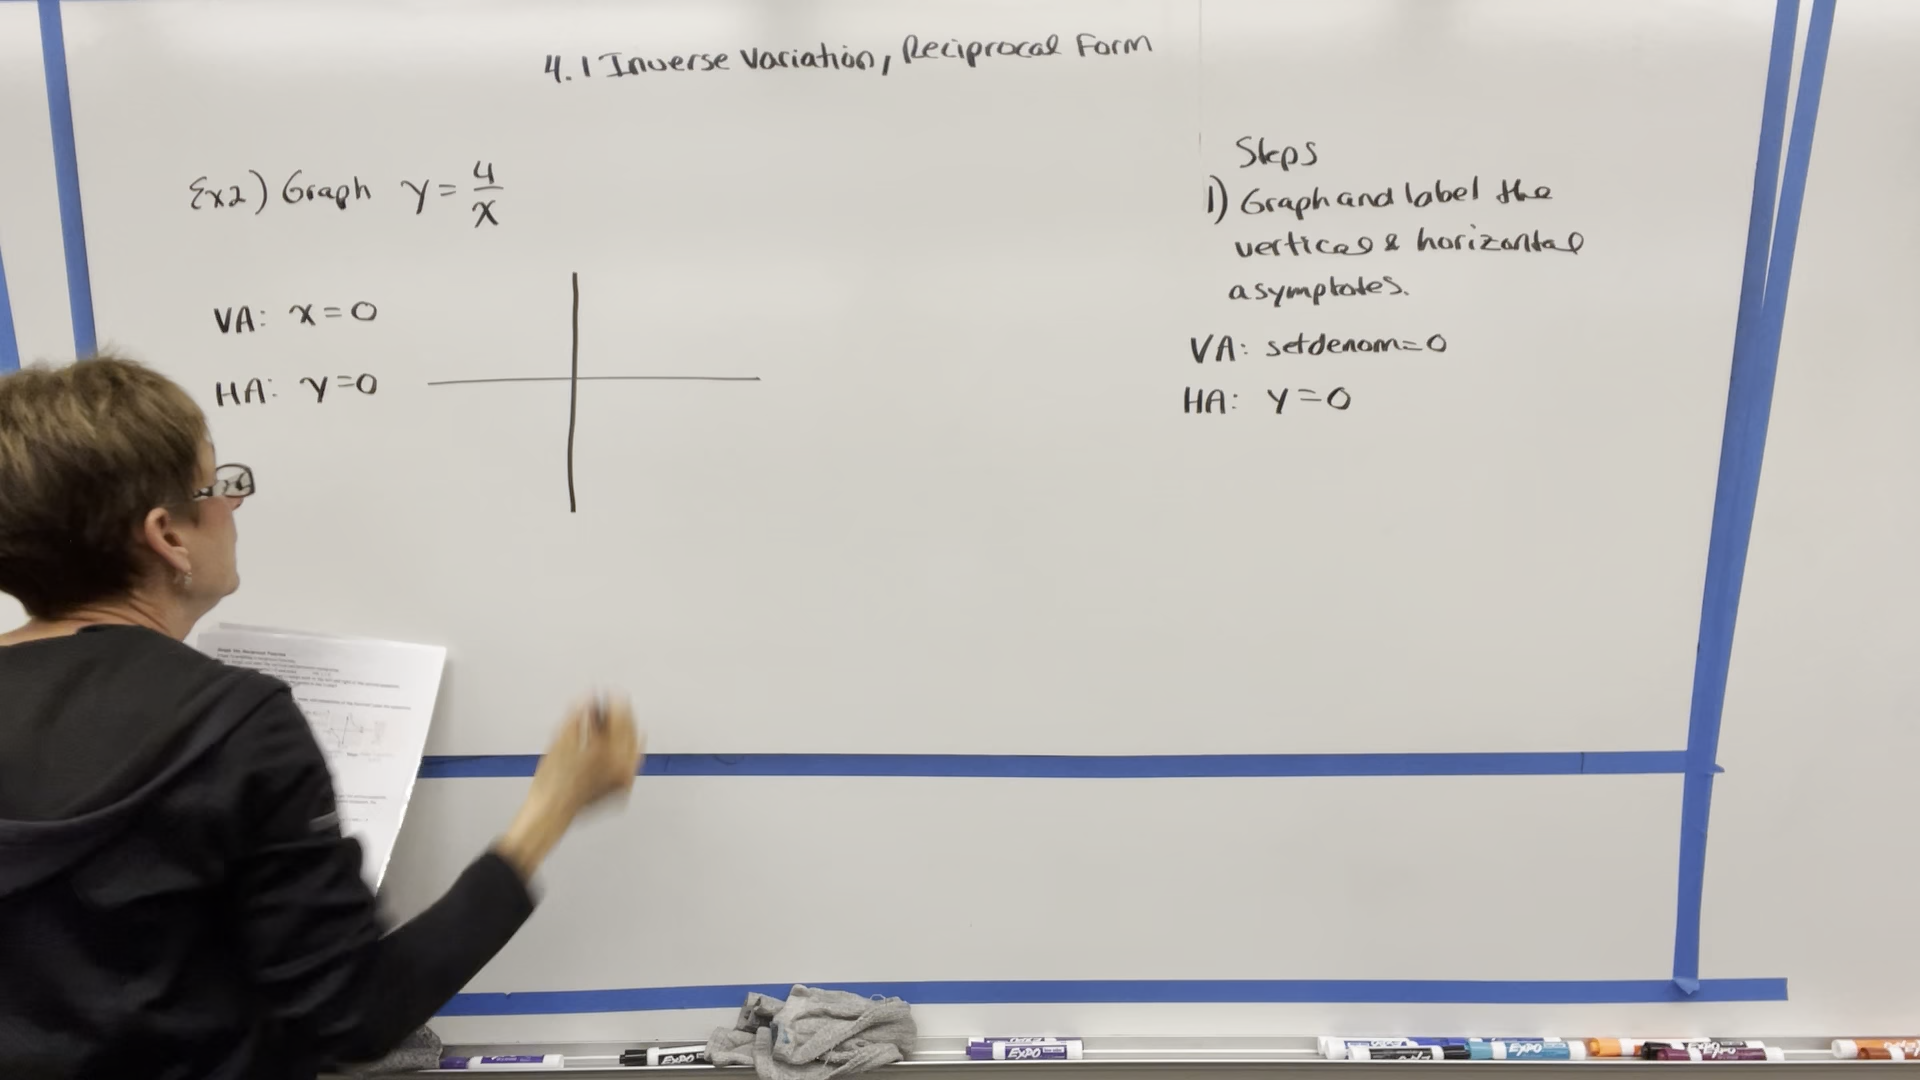 4.1 Inverse Variation, Reciprocal Form
Ex2) Graph y = 4/x
VA: x = 0
HA: y = 0
Steps
1) Graph and label the
vertical & horizontal
asymptotes.
VA: set denom = 0
HA: y = 0
EXPO
EXPO
EXPO
EXPO